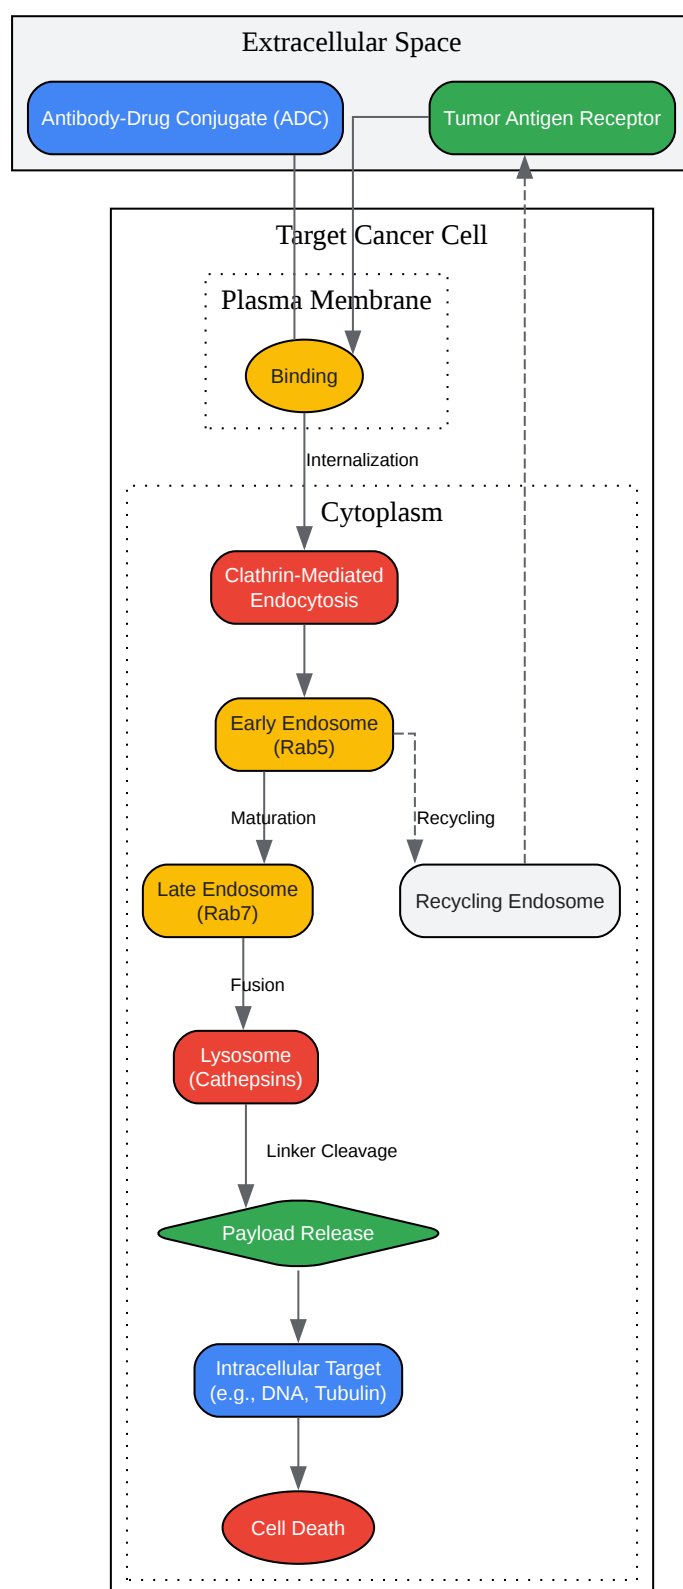 Extracellular Space
Antibody-Drug Conjugate (ADC)
Tumor Antigen Receptor
Target Cancer Cell
Plasma Membrane
Binding
Internalization
Cytoplasm
Clathrin-Mediated
Endocytosis
Early Endosome
(Rab5)
Maturation
Recycling
Late Endosome
(Rab7)
Recycling Endosome
Fusion
Lysosome
(Cathepsins)
Linker Cleavage
Payload Release
Intracellular Target
(e.g., DNA, Tubulin)
Cell Death